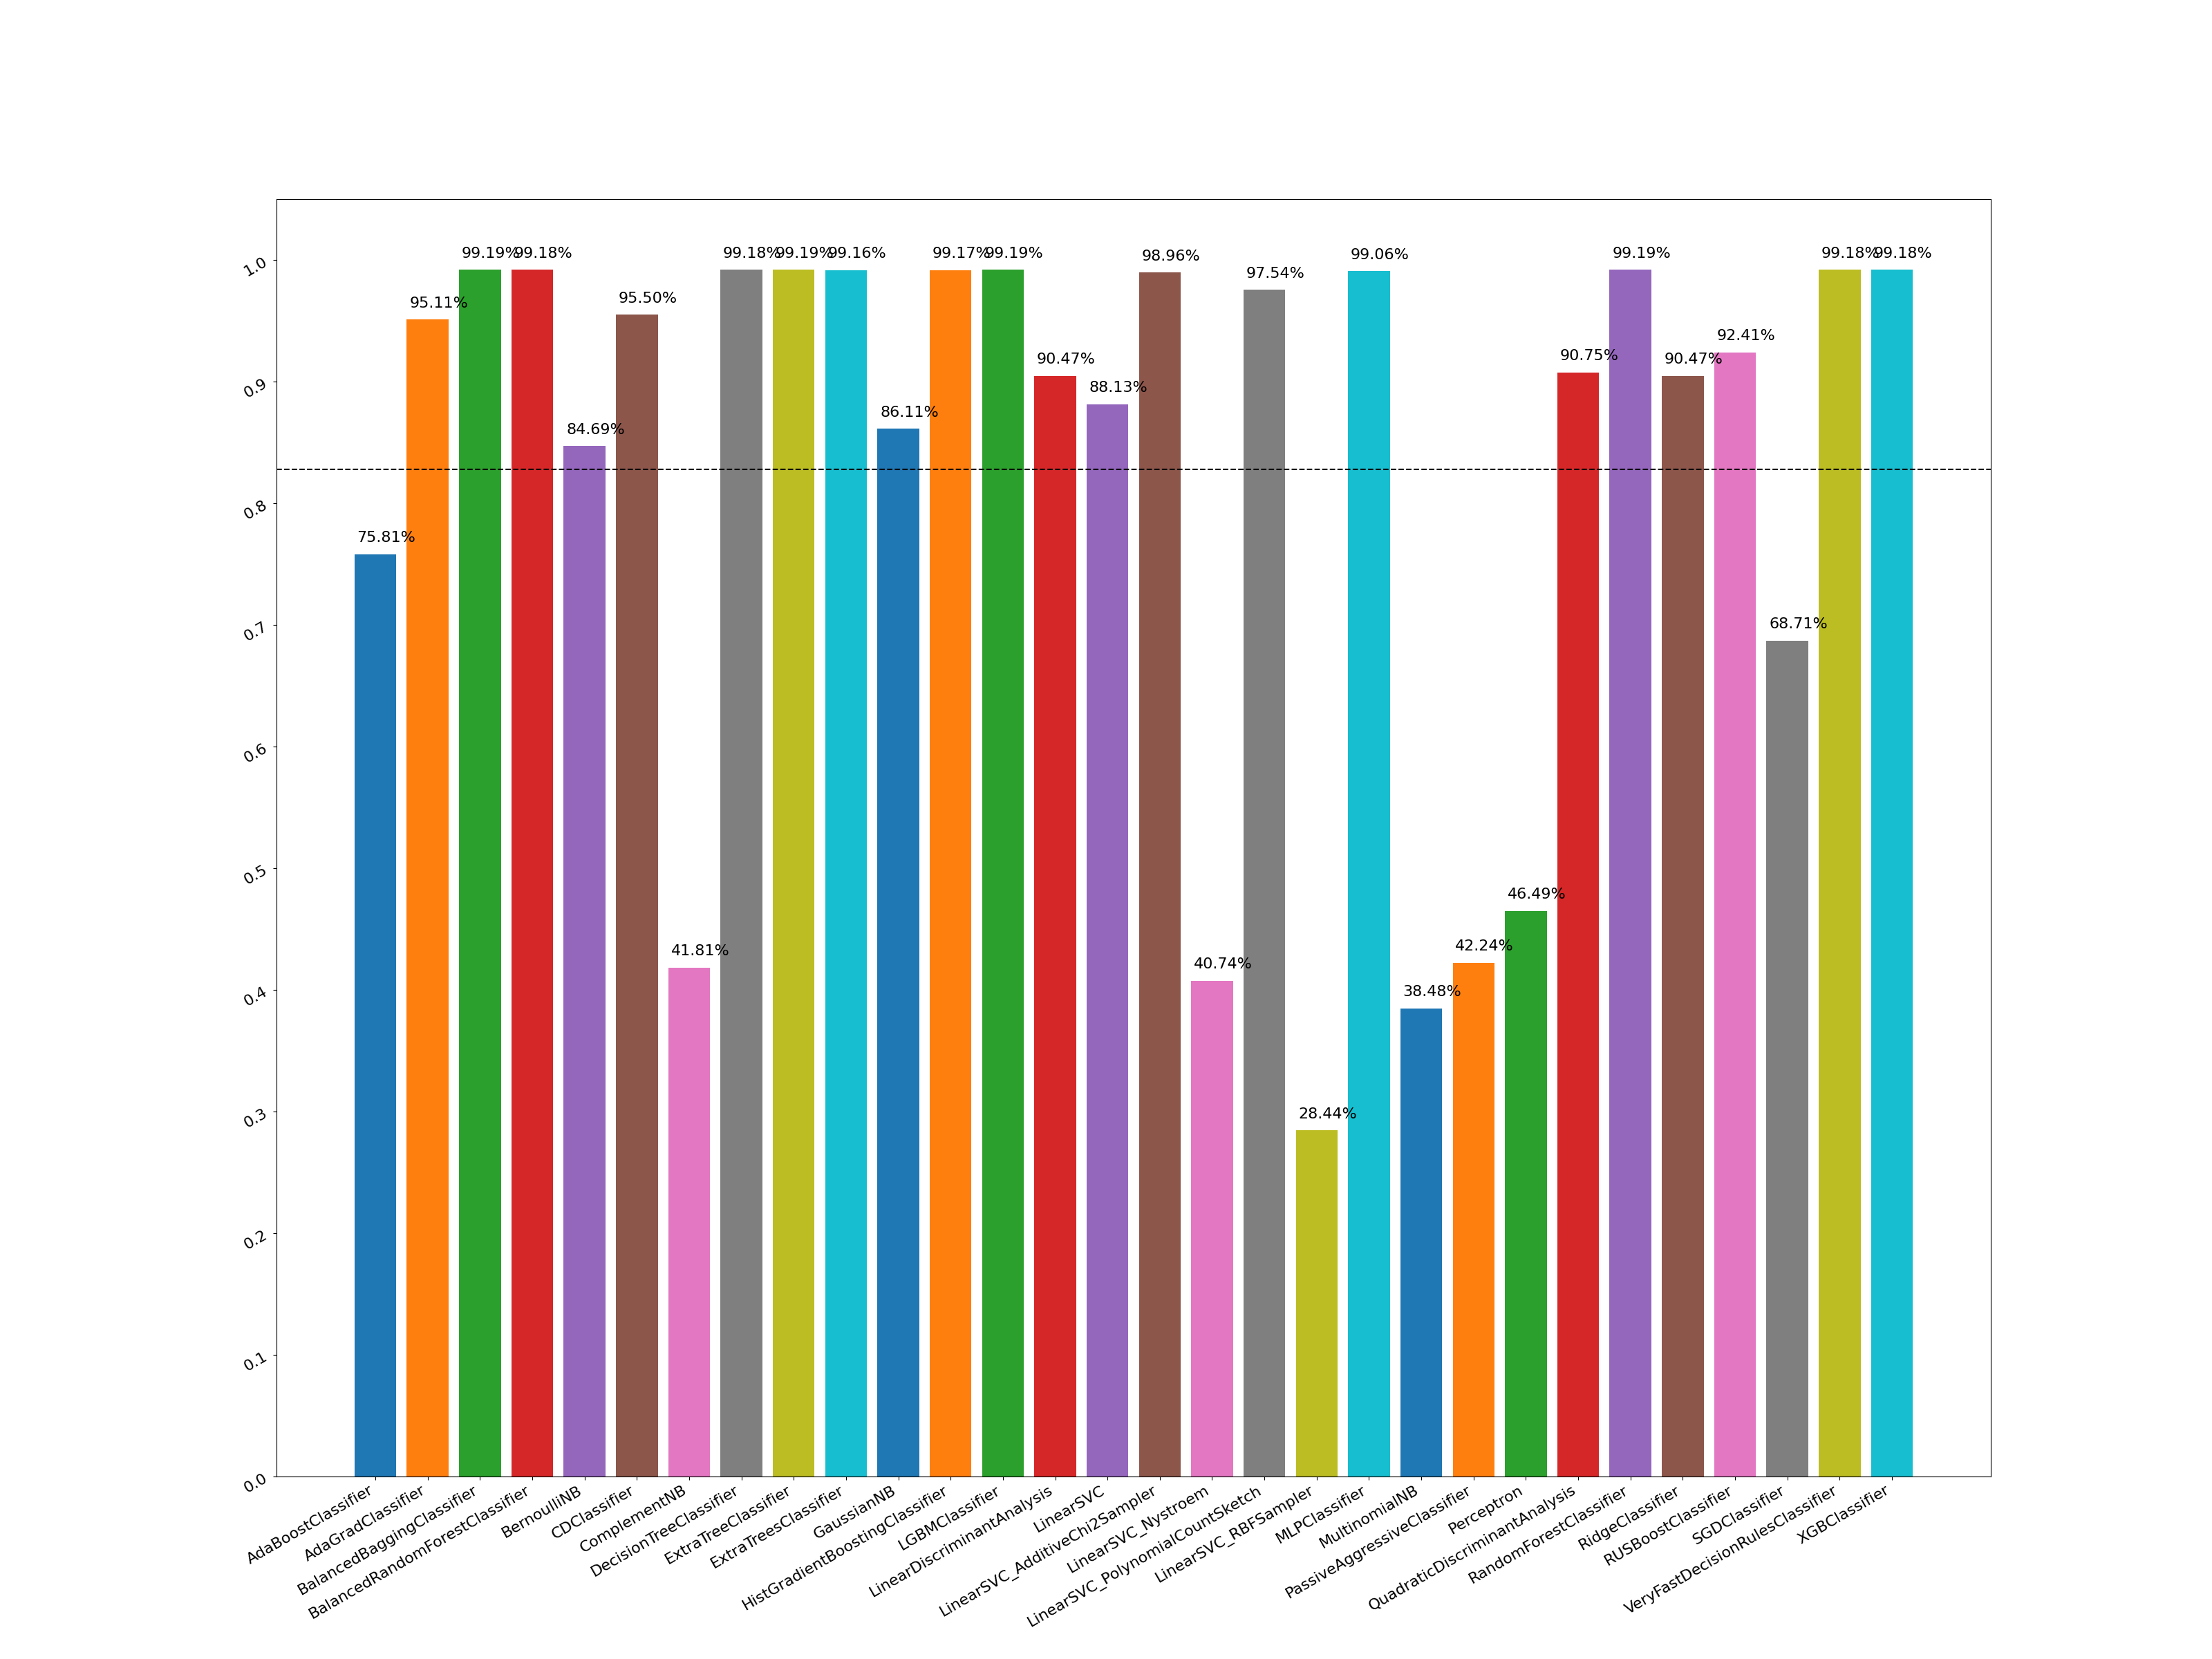 99.19%
99.18%
99.18%
99.19%
99.16%
99.17%
99.19%
98.96%
99.06%
99.19%
99.18%
99.18%
1.0
97.54%
95.11%
95.50%
92.41%
90.47%
90.75%
90.47%
0.9
88.13%
86.11%
84.69%
0.8
75.81%
0.7
68.71%
0.6
0.5
46.49%
42.24%
41.81%
40.74%
0.4
38.48%
0.3
28.44%
0.2
0.1
0.0
AdaBoostClassifier
AdaGradClassifier
BalancedBaggingClassifier
BalancedRandomForestClassifier
BernoulliNB
CDClassifier
ComplementNB
DecisionTreeClassifier
ExtraTreeClassifier
ExtraTreesClassifier
GaussianNB
HistGradientBoostingClassifier
LGBMClassifier
LinearDiscriminantAnalysis
LinearSVC
LinearSVC_AdditiveChi2Sampler
LinearSVC_Nystroem
LinearSVC_PolynomialCountSketch
LinearSVC_RBFSampler
MLPClassifier
MultinomialNB
PassiveAggressiveClassifier
Perceptron
QuadraticDiscriminantAnalysis
RandomForestClassifier
RidgeClassifier
RUSBoostClassifier
SGDClassifier
VeryFastDecisionRulesClassifier
XGBClassifier